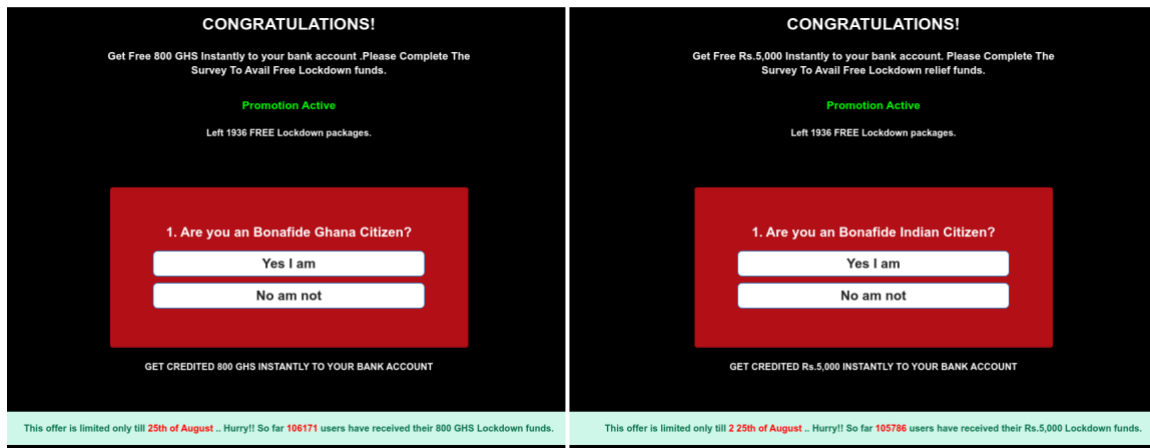 CONGRATULATIONS!
Get Free 800 GHS Instantly to your bank account .Please Complete The
Survey To Avail Free Lockdown funds.
Promotion Active
Left 1936 FREE Lockdown packages.
1. Are you an Bonafide Ghana Citizen?
Yes I am
No am not
GET CREDITED 800 GHS INSTANTLY TO YOUR BANK ACCOUNT
This offer is limited only till 25th of August .. Hurry!! So far 106171 users have received their 800 GHS Lockdown funds.
CONGRATULATIONS!
Get Free Rs.5,000 Instantly to your bank account. Please Complete The
Survey To Avail Free Lockdown relief funds.
Promotion Active
Left 1936 FREE Lockdown packages.
1. Are you an Bonafide Indian Citizen?
Yes I am
No am not
GET CREDITED Rs.5,000 INSTANTLY TO YOUR BANK ACCOUNT
This offer is limited only till 2 25th of August .. Hurry!! So far 105786 users have received their Rs.5,000 Lockdown funds.